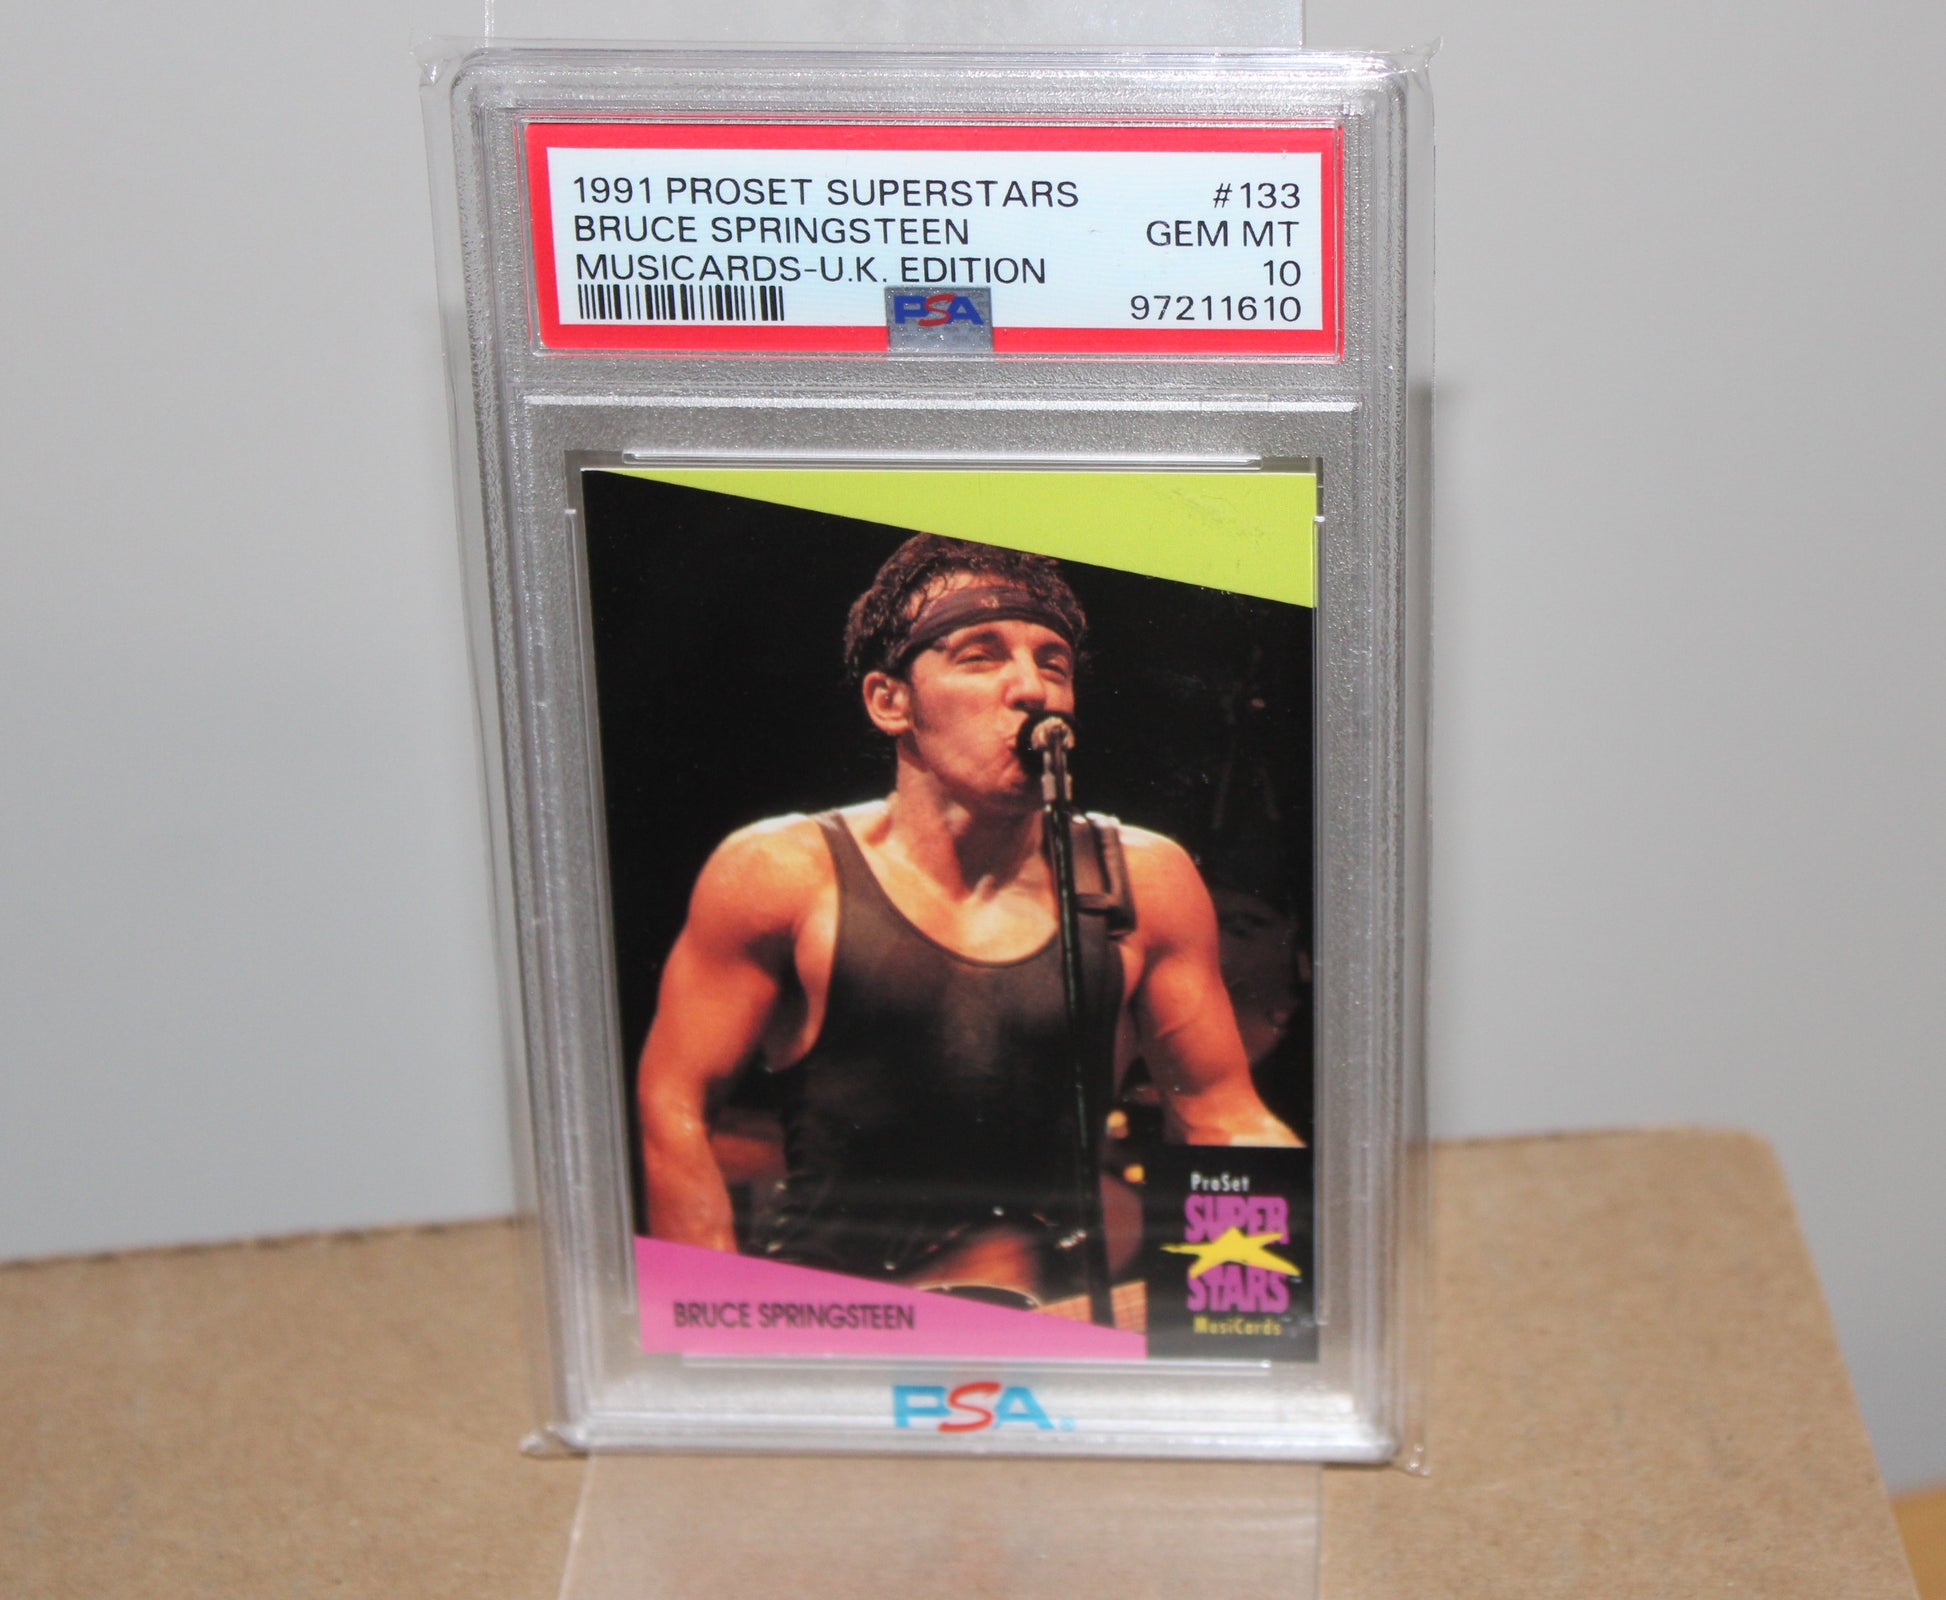 1991 PROSET SUPERSTARS #133
BRUCE SPRINGSTEEN GEM MT
MUSICARDS-U.K. EDITION 10
PSA 97211610
ProSet
SUPER
STARS
MusiCards
BRUCE SPRINGSTEEN
PSA